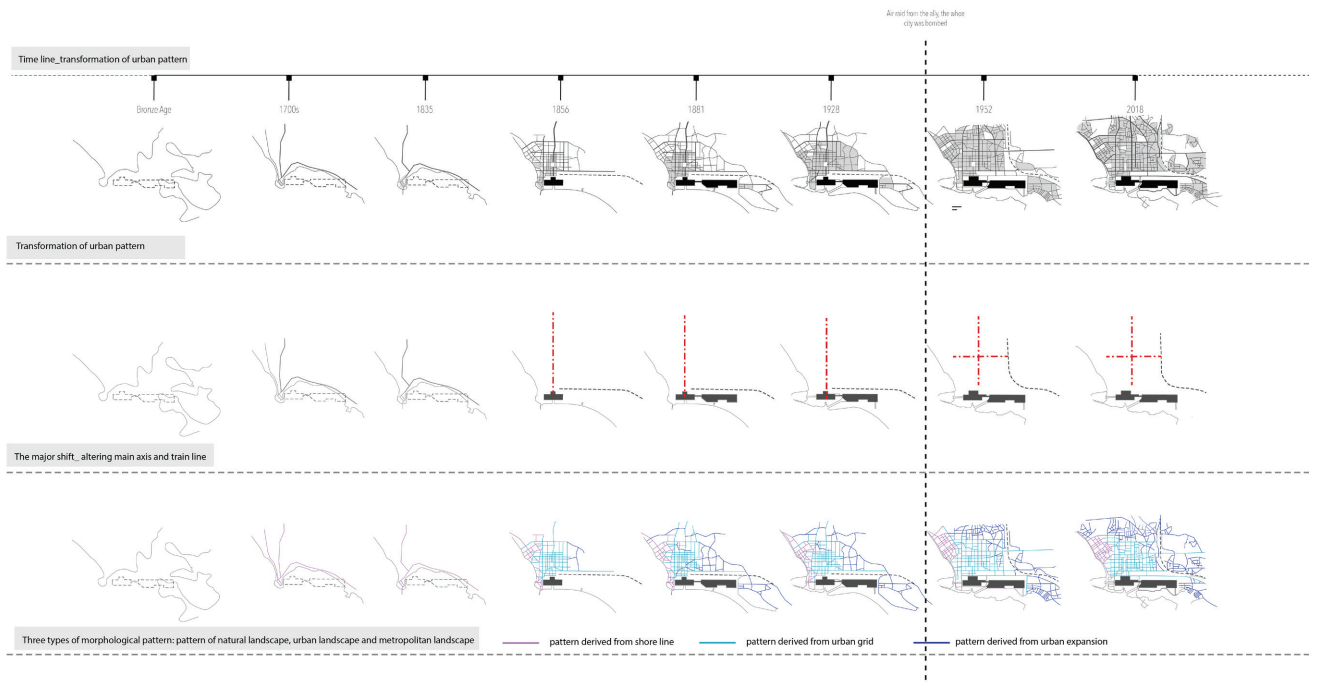 Air raid from the ally, the whole
city was bombed
Time line_transformation of urban pattern
Bronze Age
1700s
1835
1856
1881
1928
1952
2018
Transformation of urban pattern
The major shift_ altering main axis and train line
Three types of morphological pattern: pattern of natural landscape, urban landscape and metropolitan landscape
pattern derived from shore line
pattern derived from urban grid
pattern derived from urban expansion